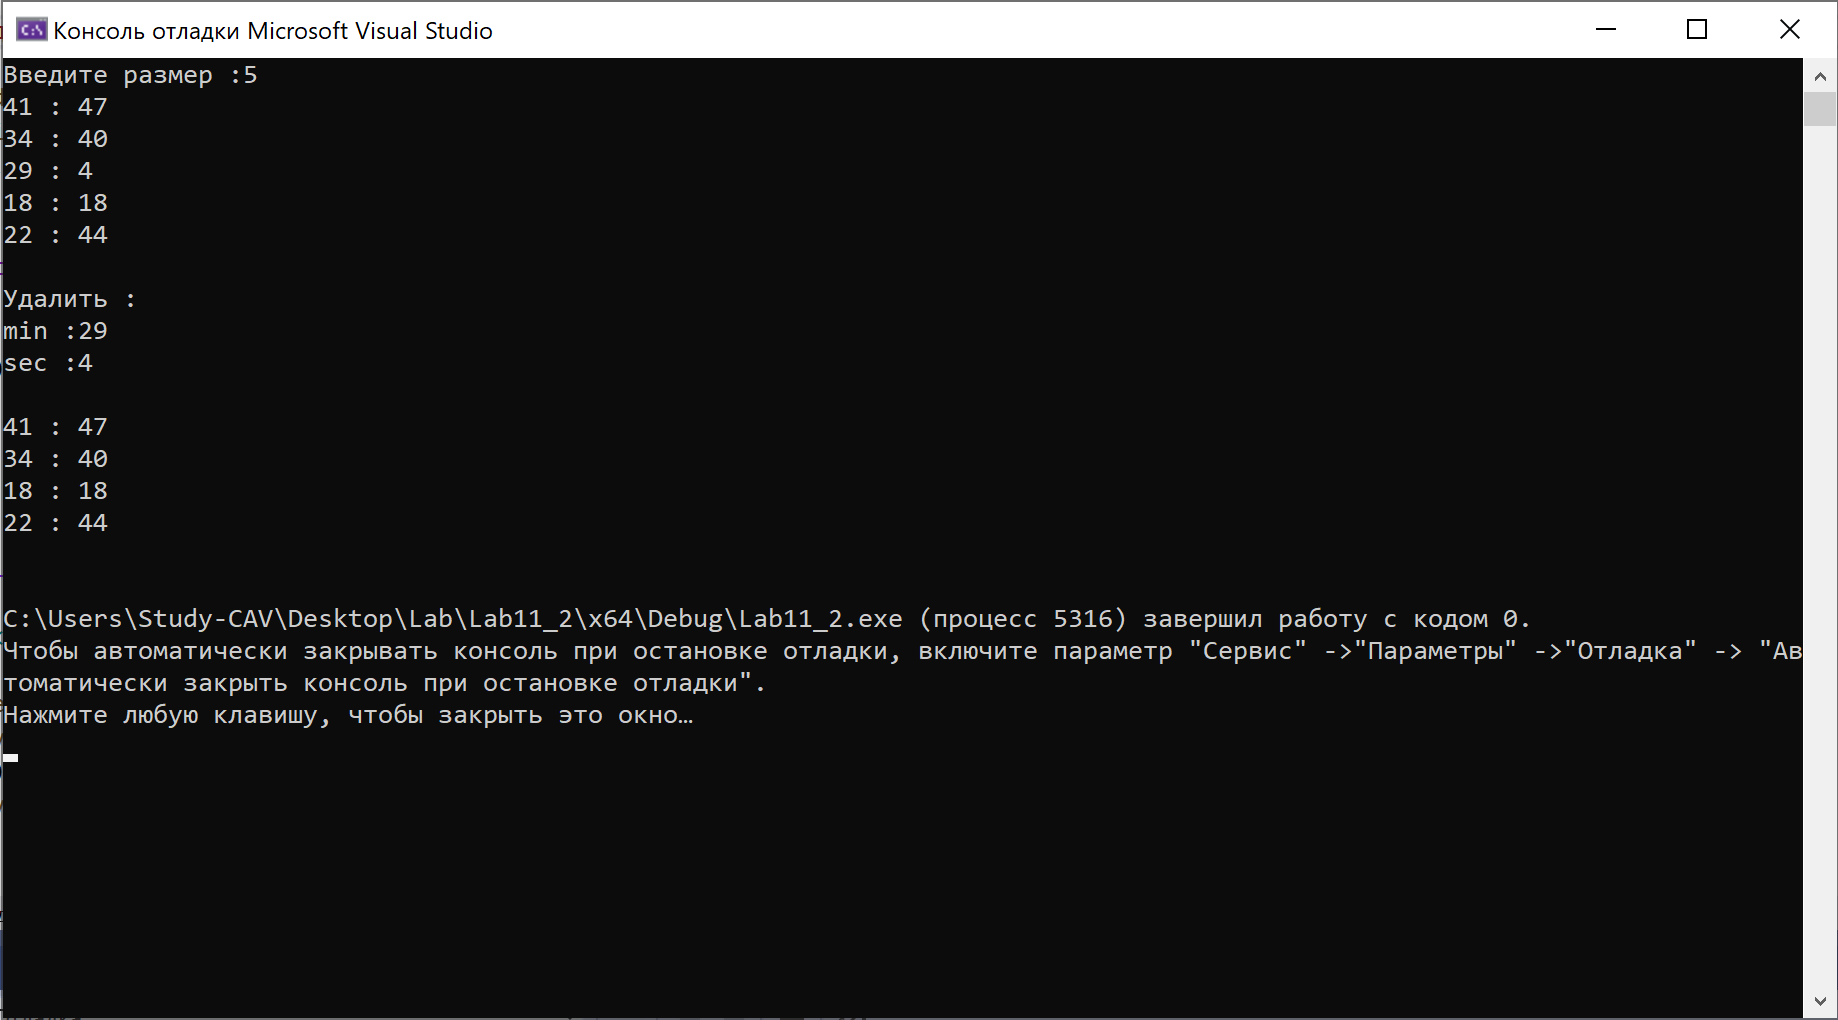 Консоль отладки Microsoft Visual Studio
Введите размер :5
41 : 47
34 : 40
29 : 4
18 : 18
22 : 44
Удалить :
min :29
sec :4
41 : 47
34 : 40
18 : 18
22 : 44
C:\Users\Study-CAV\Desktop\Lab\Lab11_2\x64\Debug\Lab11_2.exe (процесс 5316) завершил работу с кодом 0.
Чтобы автоматически закрывать консоль при остановке отладки, включите параметр "Сервис" ->"Параметры" ->"Отладка" -> "Ав
томатически закрыть консоль при остановке отладки".
Нажмите любую клавишу, чтобы закрыть это окно…